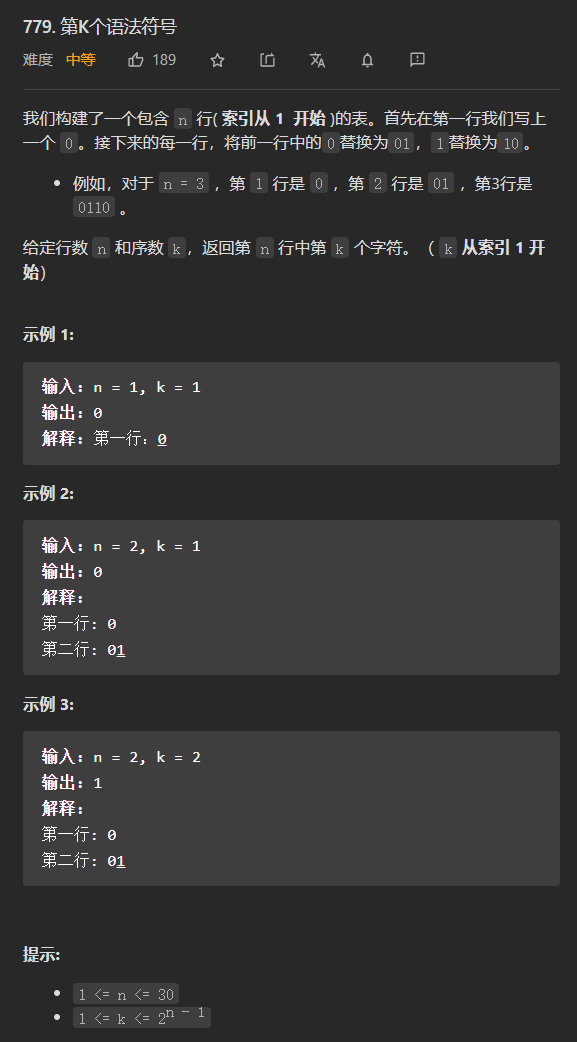 779. 第K个语法符号
难度 中等 189
我们构建了一个包含 n 行( 索引从 1  开始 )的表。首先在第一行我们写上
一个 0 。接下来的每一行，将前一行中的0替换为01，1替换为10。
例如，对于 n = 3 ，第 1 行是 0 ，第 2 行是 01 ，第3行是
0110 。
给定行数 n 和序数 k，返回第 n 行中第 k 个字符。（ k 从索引 1 开
始）
示例 1:
输入: n = 1, k = 1
输出: 0
解释: 第一行：0
示例 2:
输入: n = 2, k = 1
输出: 0
解释:
第一行: 0
第二行: 01
示例 3:
输入: n = 2, k = 2
输出: 1
解释:
第一行: 0
第二行: 01
提示:
1 <= n <= 30
1 <= k <= 2^n - 1